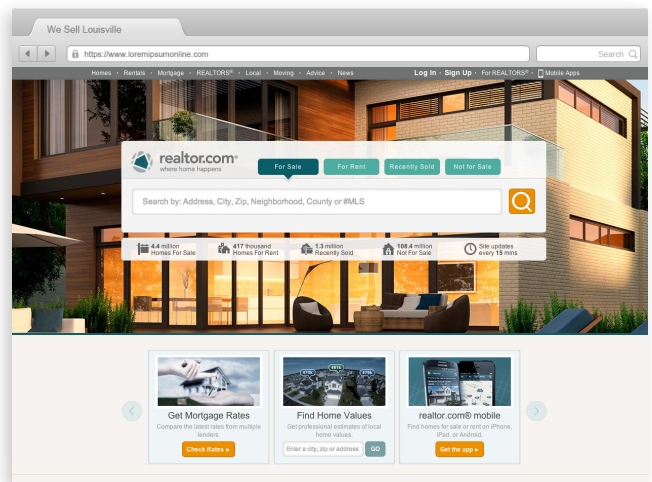 We Sell Louisville
https://www.loremipsumonline.com
Search
Homes · Rentals · Mortgage · REALTORS® · Local · Moving · Advice · News
Log In · Sign Up · For REALTORS® · Mobile Apps
realtor.com®
where home happens
For Sale
For Rent
Recently Sold
Not for Sale
Search by: Address, City, Zip, Neighborhood, County or #MLS
4.4 million
Homes For Sale
417 thousand
Homes For Rent
1.3 million
Recently Sold
108.4 million
Not For Sale
Site updates
every 15 mins
Get Mortgage Rates
Compare the latest rates from multiple
lenders.
Check Rates ▸
Find Home Values
Get professional estimates of local
home values.
Enter a city, zip or address
GO
realtor.com® mobile
Find homes for sale or rent on iPhone,
iPad, or Android.
Get the app ▸